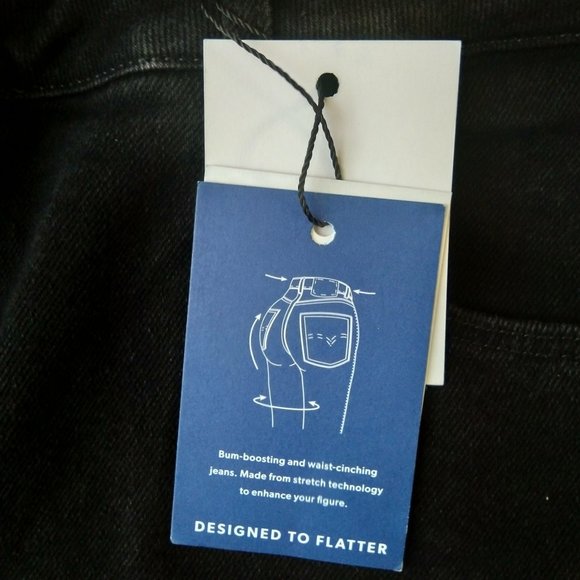 Bum-boosting and waist-cinching
jeans. Made from stretch technology
to enhance your figure.
DESIGNED TO FLATTER